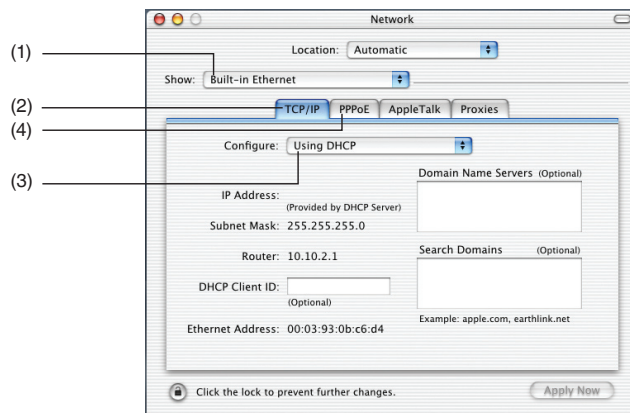 Network
Location: Automatic
(1)
Show: Built-in Ethernet
(2)
TCP/IP PPPoE AppleTalk Proxies
(4)
Configure: Using DHCP
(3)
Domain Name Servers (Optional)
IP Address:
(Provided by DHCP Server)
Subnet Mask: 255.255.255.0
Router: 10.10.2.1
Search Domains (Optional)
DHCP Client ID:
(Optional)
Example: apple.com, earthlink.net
Ethernet Address: 00:03:93:0b:c6:d4
Click the lock to prevent further changes.
Apply Now